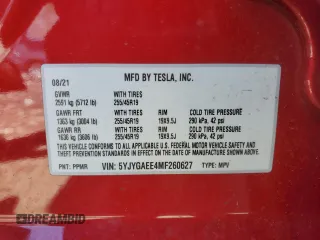 MFD BY TESLA, INC.
08/21
GVWR WITH TIRES
2591 kg (5712 lb) 255/45R19
GAWR FRT WITH TIRES RIM COLD TIRE PRESSURE
1363 kg (3004 lb) 255/45R19 19X9.5J 290 kPa, 42 psi
GAWR RR WITH TIRES RIM COLD TIRE PRESSURE
1636 kg (3606 lb) 255/45R19 19X9.5J 290 kPa, 42 psi
THIS VEHICLE CONFORMS TO ALL APPLICABLE U.S. FEDERAL MOTOR VEHICLE
SAFETY, BUMPER, AND THEFT PREVENTION STANDARDS IN EFFECT ON THE DATE
OF MANUFACTURE SHOWN ABOVE.
PNT: PPMR VIN: 5YJYGAEE4MF260627 TYPE: MPV
DREAMBID